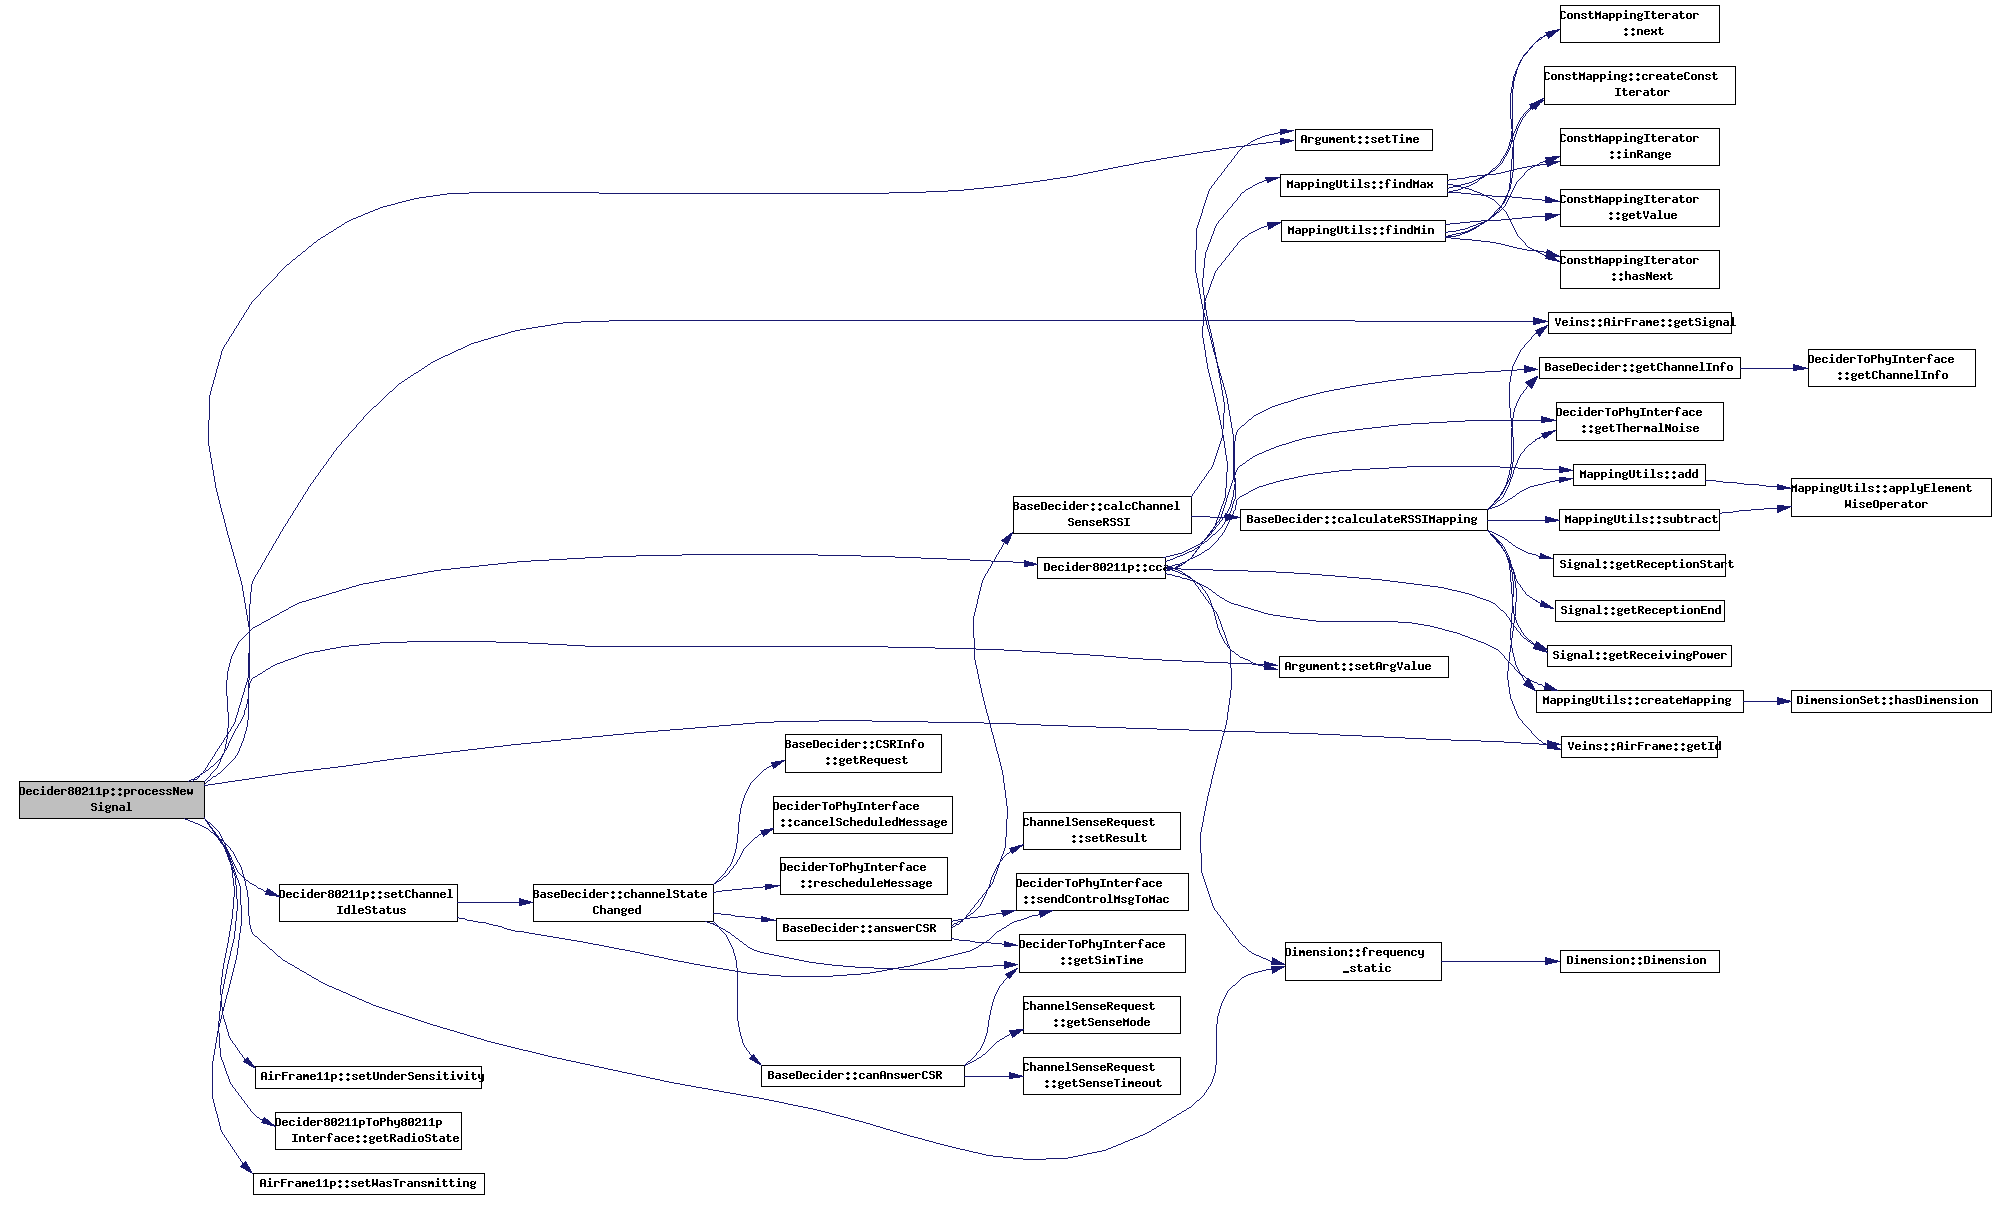 ConstMappingIterator
::next
ConstMapping::createConst
Iterator
Argument::setTime
ConstMappingIterator
::inRange
MappingUtils::findMax
ConstMappingIterator
::getValue
MappingUtils::findMin
ConstMappingIterator
::hasNext
Veins::AirFrame::getSignal
BaseDecider::getChannelInfo
DeciderToPhyInterface
::getChannelInfo
DeciderToPhyInterface
::getThermalNoise
MappingUtils::add
MappingUtils::applyElement
WiseOperator
BaseDecider::calcChannel
SenseRSSI
BaseDecider::calculateRSSIMapping
MappingUtils::subtract
Decider80211p::cca
Signal::getReceptionStart
Signal::getReceptionEnd
Signal::getReceivingPower
Argument::setArgValue
MappingUtils::createMapping
DimensionSet::hasDimension
Veins::AirFrame::getId
BaseDecider::CSRInfo
::getRequest
Decider80211p::processNew
Signal
DeciderToPhyInterface
::cancelScheduledMessage
ChannelSenseRequest
::setResult
DeciderToPhyInterface
::rescheduleMessage
DeciderToPhyInterface
::sendControlMsgToMac
Decider80211p::setChannel
IdleStatus
BaseDecider::channelState
Changed
BaseDecider::answerCSR
DeciderToPhyInterface
::getSimTime
Dimension::frequency
_static
Dimension::Dimension
ChannelSenseRequest
::getSenseMode
BaseDecider::canAnswerCSR
ChannelSenseRequest
::getSenseTimeout
AirFrame11p::setUnderSensitivity
Decider80211pToPhy80211p
Interface::getRadioState
AirFrame11p::setWasTransmitting